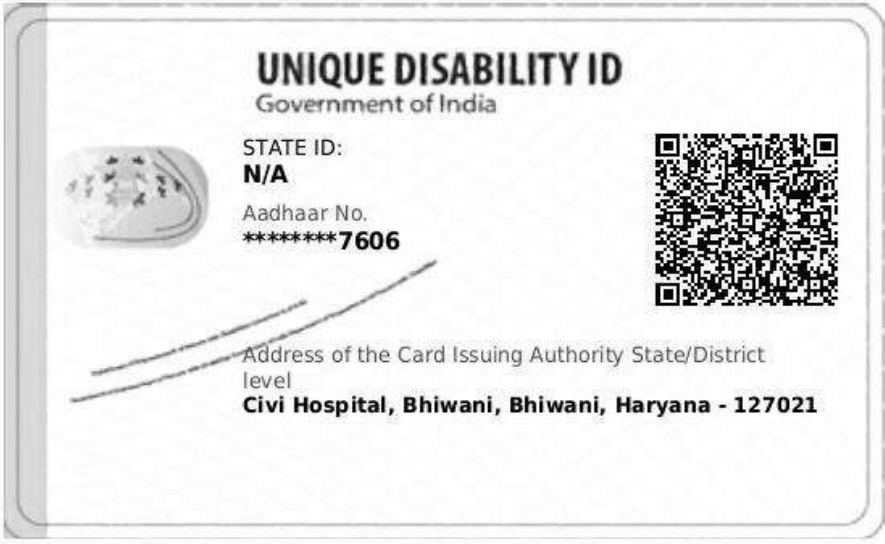 UNIQUE DISABILITY ID
Government of India
STATE ID:
N/A
Aadhaar No.
********7606
Address of the Card Issuing Authority State/District
level
Civi Hospital, Bhiwani, Bhiwani, Haryana - 127021